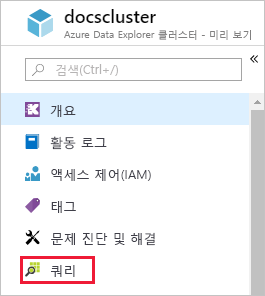 docscluster
Azure Data Explorer 클러스터 - 미리 보기
검색(Ctrl+/)
개요
활동 로그
액세스 제어(IAM)
태그
문제 진단 및 해결
쿼리